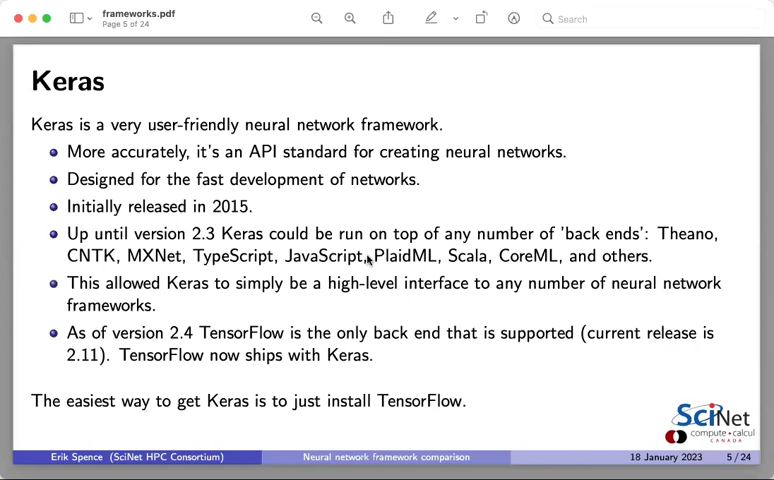 frameworks.pdf
Page 5 of 24
Search
Keras
Keras is a very user-friendly neural network framework.
More accurately, it's an API standard for creating neural networks.
Designed for the fast development of networks.
Initially released in 2015.
Up until version 2.3 Keras could be run on top of any number of 'back ends': Theano,
CNTK, MXNet, TypeScript, JavaScript, PlaidML, Scala, CoreML, and others.
This allowed Keras to simply be a high-level interface to any number of neural network
frameworks.
As of version 2.4 TensorFlow is the only back end that is supported (current release is
2.11). TensorFlow now ships with Keras.
The easiest way to get Keras is to just install TensorFlow.
SciNet
compute • calcul
CANADA
Erik Spence (SciNet HPC Consortium) Neural network framework comparison 18 January 2023 5 / 24